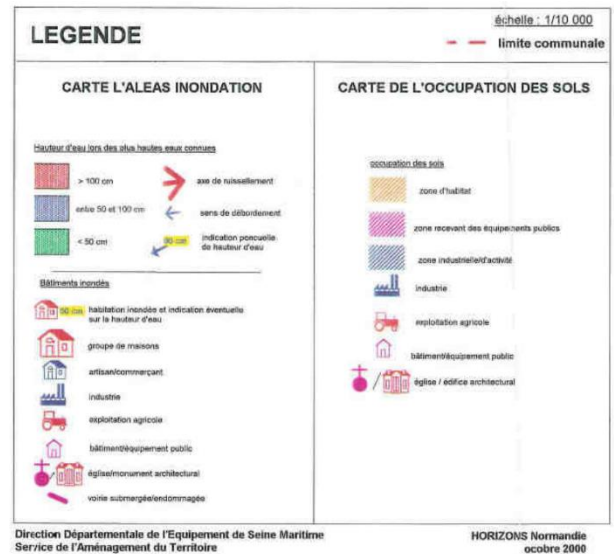 LEGENDE
échelle : 1/10 000
limite communale
CARTE L'ALEAS INONDATION
Hauteur d'eau lors des plus hautes eaux connues
> 100 cm
axe de ruissellement
entre 50 et 100 cm
sens de débordement
< 50 cm
90 cm
indication poncuelle
de hauteur d'eau
Bâtiments inondés
50 cm
habitation inondés et indication éventuelle
sur la hauteur d'eau
groupe de maisons
artisan/commerçant
industrie
exploitation agricole
bâtiment/équipement public
église/monument architectural
voirie submergée/endommagée
CARTE DE L'OCCUPATION DES SOLS
occupation des sols
zone d'habitat
zone recevant des équipements publics
zone industrielle/d'activité
industrie
exploitation agricole
bâtiment/équipement public
église / édifice architectural
Direction Départementale de l'Equipement de Seine Maritime
Service de l'Aménagement du Territoire
HORIZONS Normandie
ocobre 2000